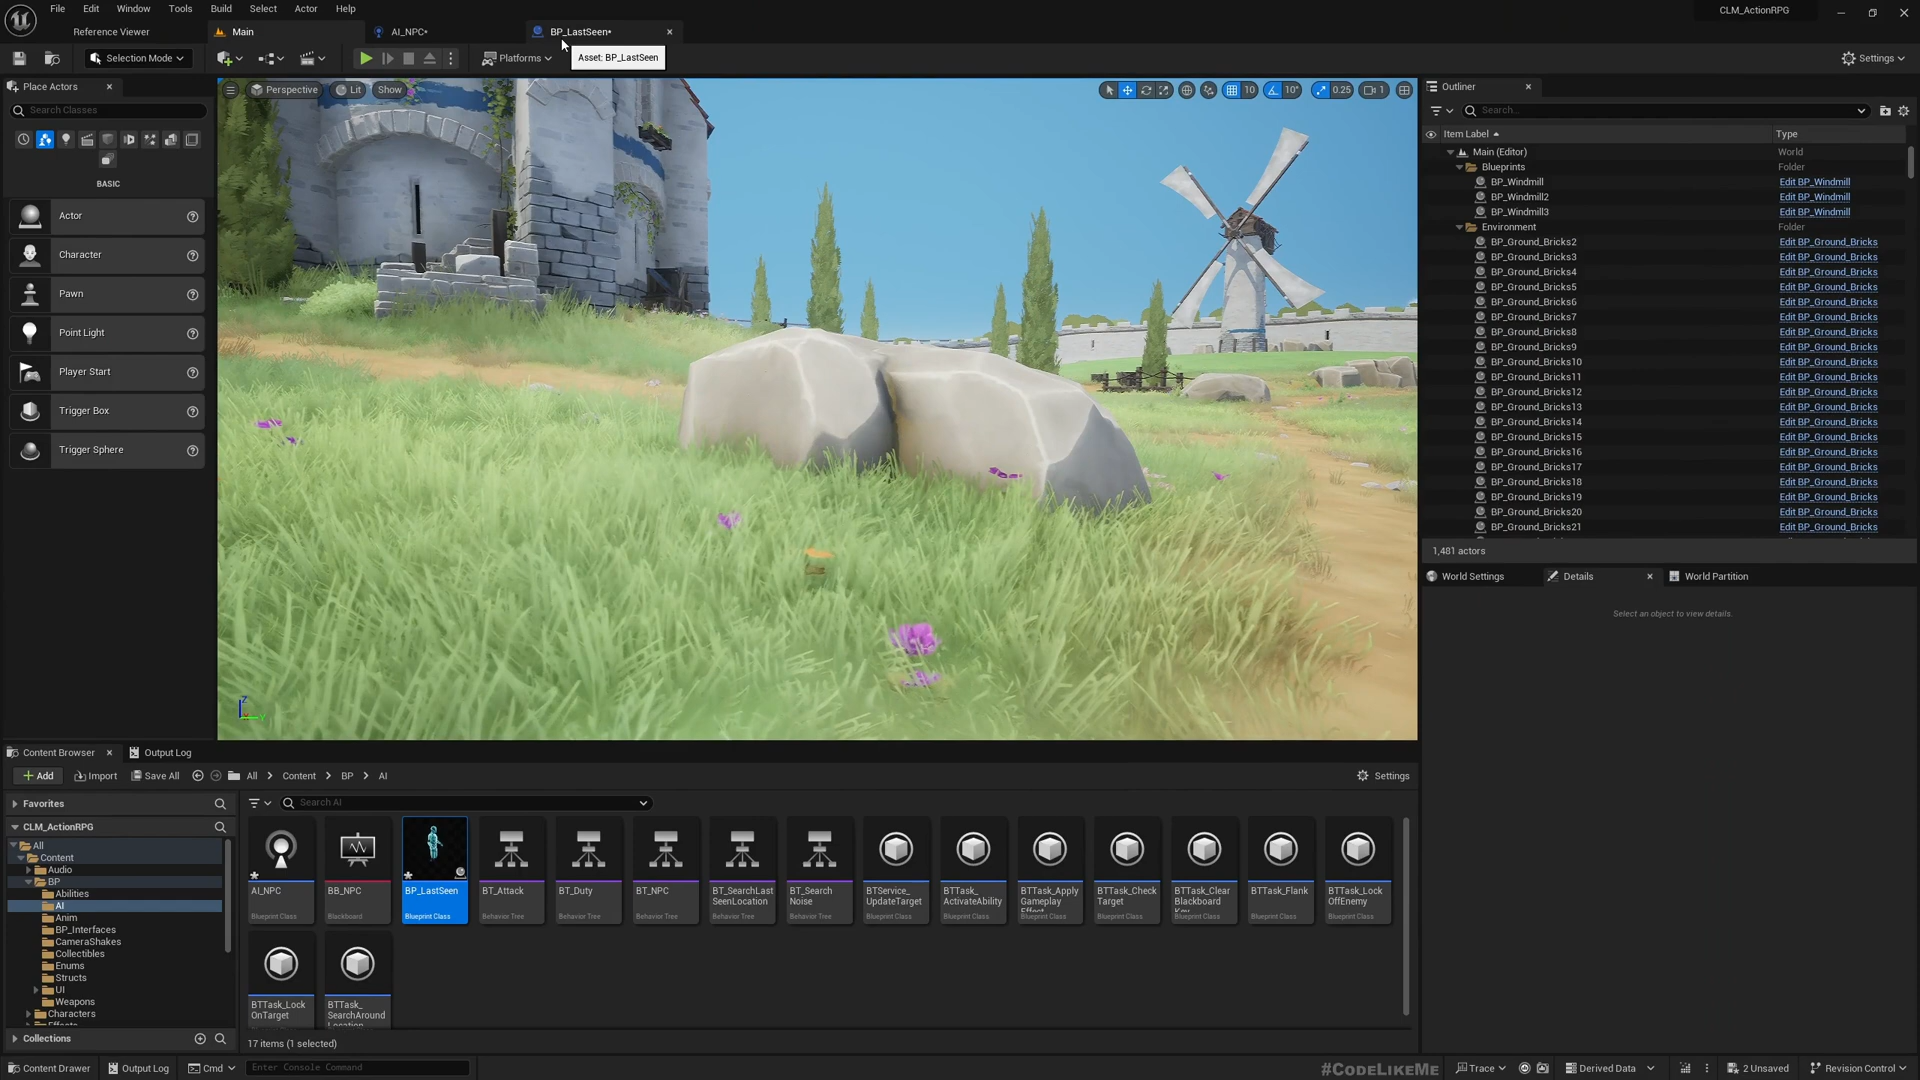 File Edit Window Tools Build Select Actor Help
CLM_ActionRPG
Reference Viewer
Main
AI_NPC•
BP_LastSeen•
Selection Mode
Platforms
Asset: BP_LastSeen
Settings
Place Actors
Search Classes
BASIC
Actor
Character
Pawn
Point Light
Player Start
Trigger Box
Trigger Sphere
Perspective
Lit
Show
10
10°
0.25
1
Outliner
Search...
Item Label
Type
Main (Editor) World
Blueprints Folder
BP_Windmill Edit BP_Windmill
BP_Windmill2 Edit BP_Windmill
BP_Windmill3 Edit BP_Windmill
Environment Folder
BP_Ground_Bricks2 Edit BP_Ground_Bricks
BP_Ground_Bricks3 Edit BP_Ground_Bricks
BP_Ground_Bricks4 Edit BP_Ground_Bricks
BP_Ground_Bricks5 Edit BP_Ground_Bricks
BP_Ground_Bricks6 Edit BP_Ground_Bricks
BP_Ground_Bricks7 Edit BP_Ground_Bricks
BP_Ground_Bricks8 Edit BP_Ground_Bricks
BP_Ground_Bricks9 Edit BP_Ground_Bricks
BP_Ground_Bricks10 Edit BP_Ground_Bricks
BP_Ground_Bricks11 Edit BP_Ground_Bricks
BP_Ground_Bricks12 Edit BP_Ground_Bricks
BP_Ground_Bricks13 Edit BP_Ground_Bricks
BP_Ground_Bricks14 Edit BP_Ground_Bricks
BP_Ground_Bricks15 Edit BP_Ground_Bricks
BP_Ground_Bricks16 Edit BP_Ground_Bricks
BP_Ground_Bricks17 Edit BP_Ground_Bricks
BP_Ground_Bricks18 Edit BP_Ground_Bricks
BP_Ground_Bricks19 Edit BP_Ground_Bricks
BP_Ground_Bricks20 Edit BP_Ground_Bricks
BP_Ground_Bricks21 Edit BP_Ground_Bricks
1,481 actors
World Settings
Details
World Partition
Select an object to view details.
Z
Y
Content Browser
Output Log
Add
Import
Save All
All > Content > BP > AI
Settings
Favorites
CLM_ActionRPG
All
Content
Audio
BP
Abilities
AI
Anim
BP_Interfaces
CameraShakes
Collectibles
Enums
Structs
UI
Weapons
Characters
Effects
Collections
Search AI
AI_NPC
Blueprint Class
BB_NPC
Blackboard
BP_LastSeen
Blueprint Class
BT_Attack
Behavior Tree
BT_Duty
Behavior Tree
BT_NPC
Behavior Tree
BT_SearchLast
SeenLocation
Behavior Tree
BT_Search
Noise
Behavior Tree
BTService_
UpdateTarget
Blueprint Class
BTTask_
ActivateAbility
Blueprint Class
BTTask_Apply
Gameplay
Effect
Blueprint Class
BTTask_Check
Target
Blueprint Class
BTTask_Clear
Blackboard
Key
Blueprint Class
BTTask_Flank
Blueprint Class
BTTask_Lock
OffEnemy
Blueprint Class
BTTask_Lock
OnTarget
BTTask_
SearchAround
Location
17 items (1 selected)
#CodeLikeMe
Content Drawer
Output Log
Cmd
Enter Console Command
Trace
Derived Data
2 Unsaved
Revision Control